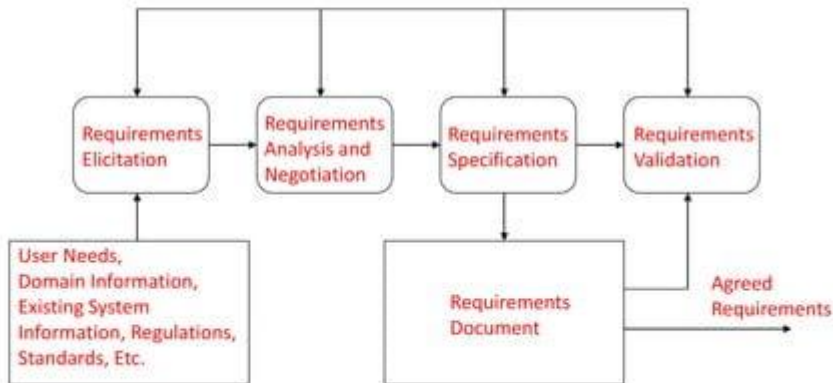 Requirements
Elicitation
Requirements
Analysis and
Negotiation
Requirements
Specification
Requirements
Validation
User Needs,
Domain Information,
Existing System
Information, Regulations,
Standards, Etc.
Requirements
Document
Agreed
Requirements